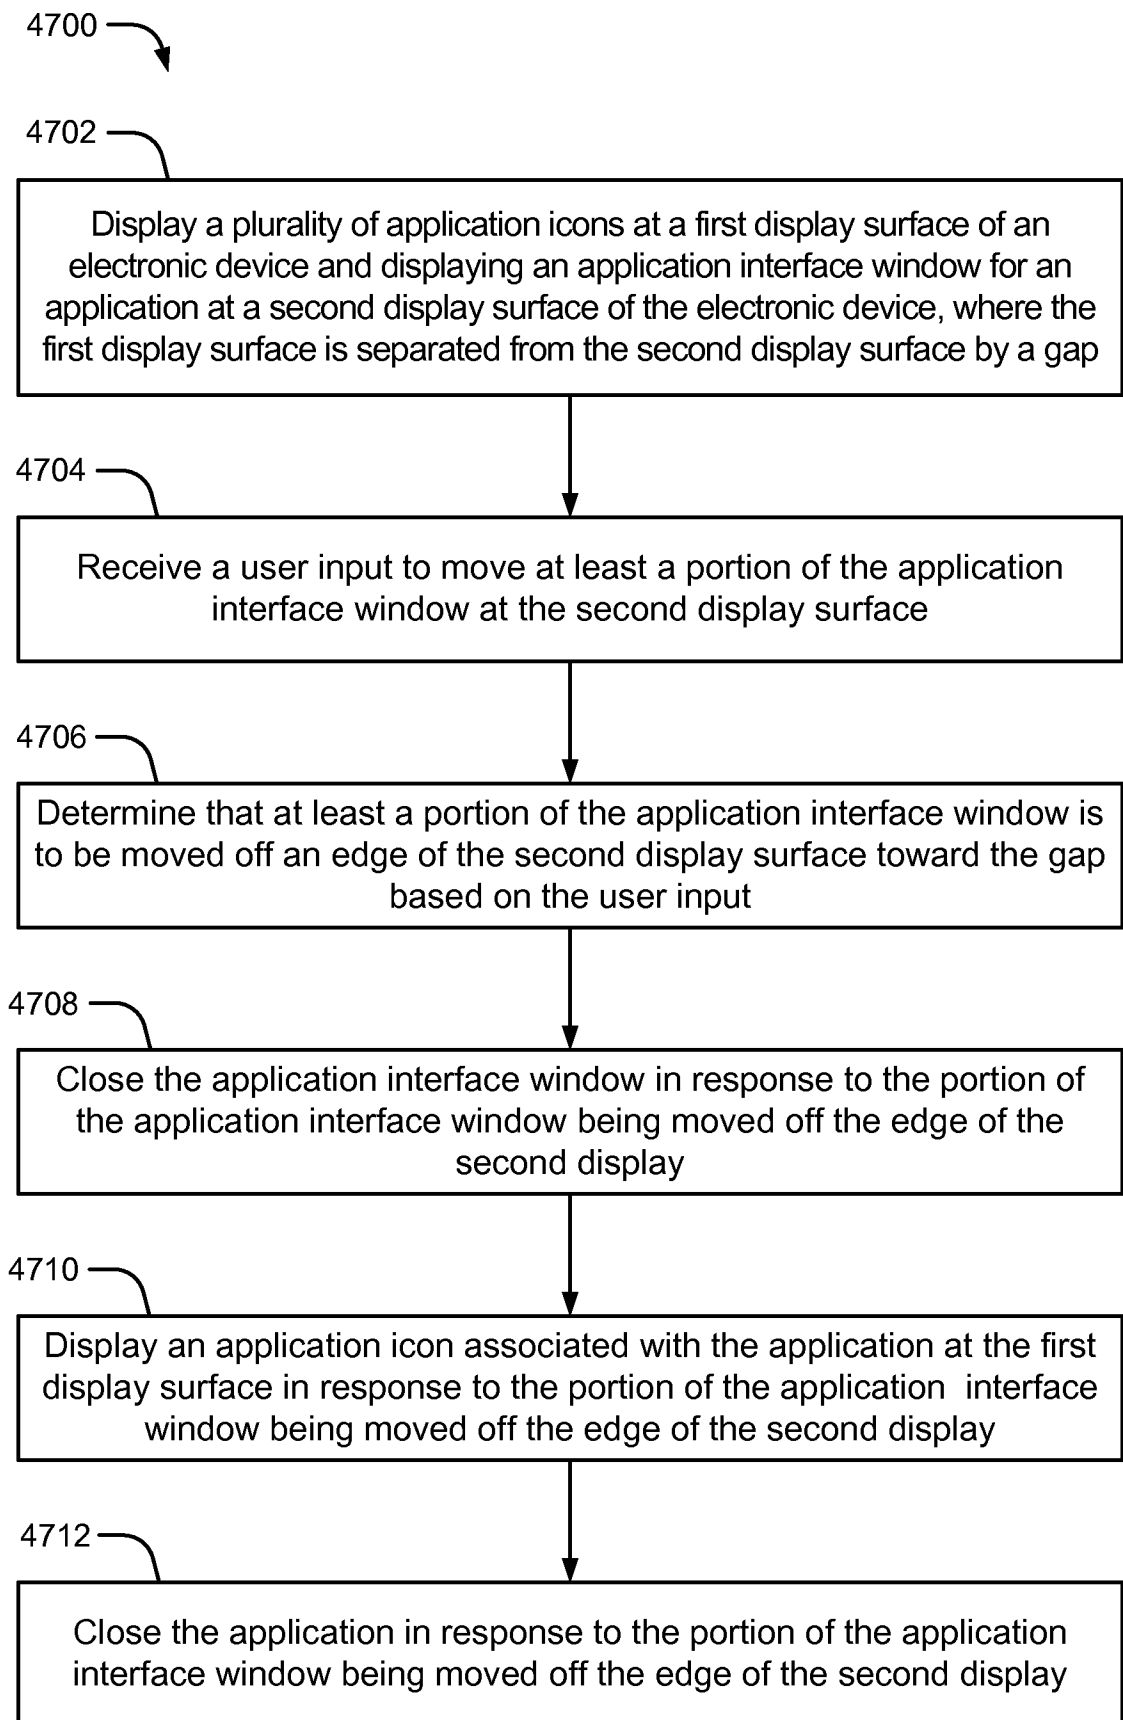 4700
4702
Display a plurality of application icons at a first display surface of an
electronic device and displaying an application interface window for an
application at a second display surface of the electronic device, where the
first display surface is separated from the second display surface by a gap
4704
Receive a user input to move at least a portion of the application
interface window at the second display surface
4706
Determine that at least a portion of the application interface window is
to be moved off an edge of the second display surface toward the gap
based on the user input
4708
Close the application interface window in response to the portion of
the application interface window being moved off the edge of the
second display
4710
Display an application icon associated with the application at the first
display surface in response to the portion of the application interface
window being moved off the edge of the second display
4712
Close the application in response to the portion of the application
interface window being moved off the edge of the second display